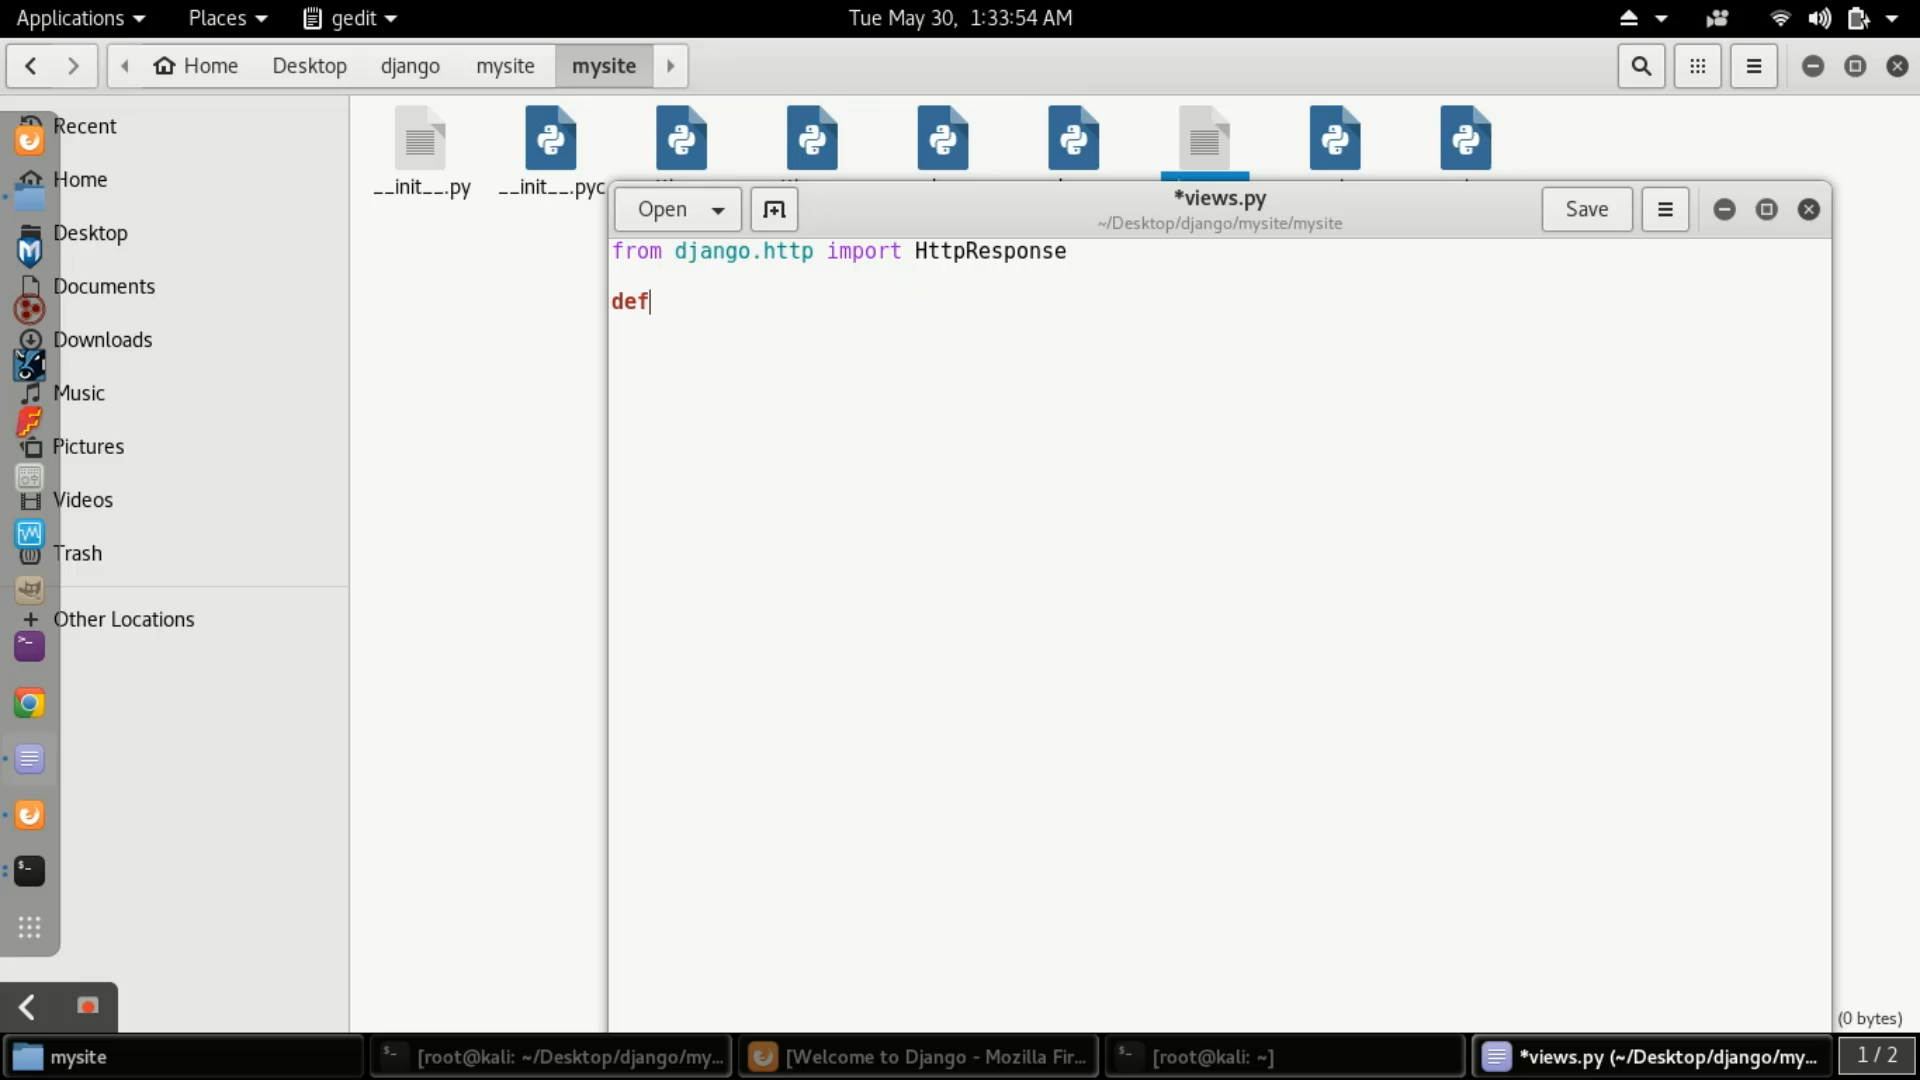 Applications Places gedit Tue May 30, 1:33:54 AM
Home Desktop django mysite mysite
Recent
Home
Desktop
Documents
Downloads
Music
Pictures
Videos
Trash
Other Locations
__init__.py __init__.pyc
Open *views.py Save
~/Desktop/django/mysite/mysite
from django.http import HttpResponse
def
(0 bytes)
mysite [root@kali: ~/Desktop/django/my... [Welcome to Django - Mozilla Fir... [root@kali: ~] *views.py (~/Desktop/django/my... 1 / 2